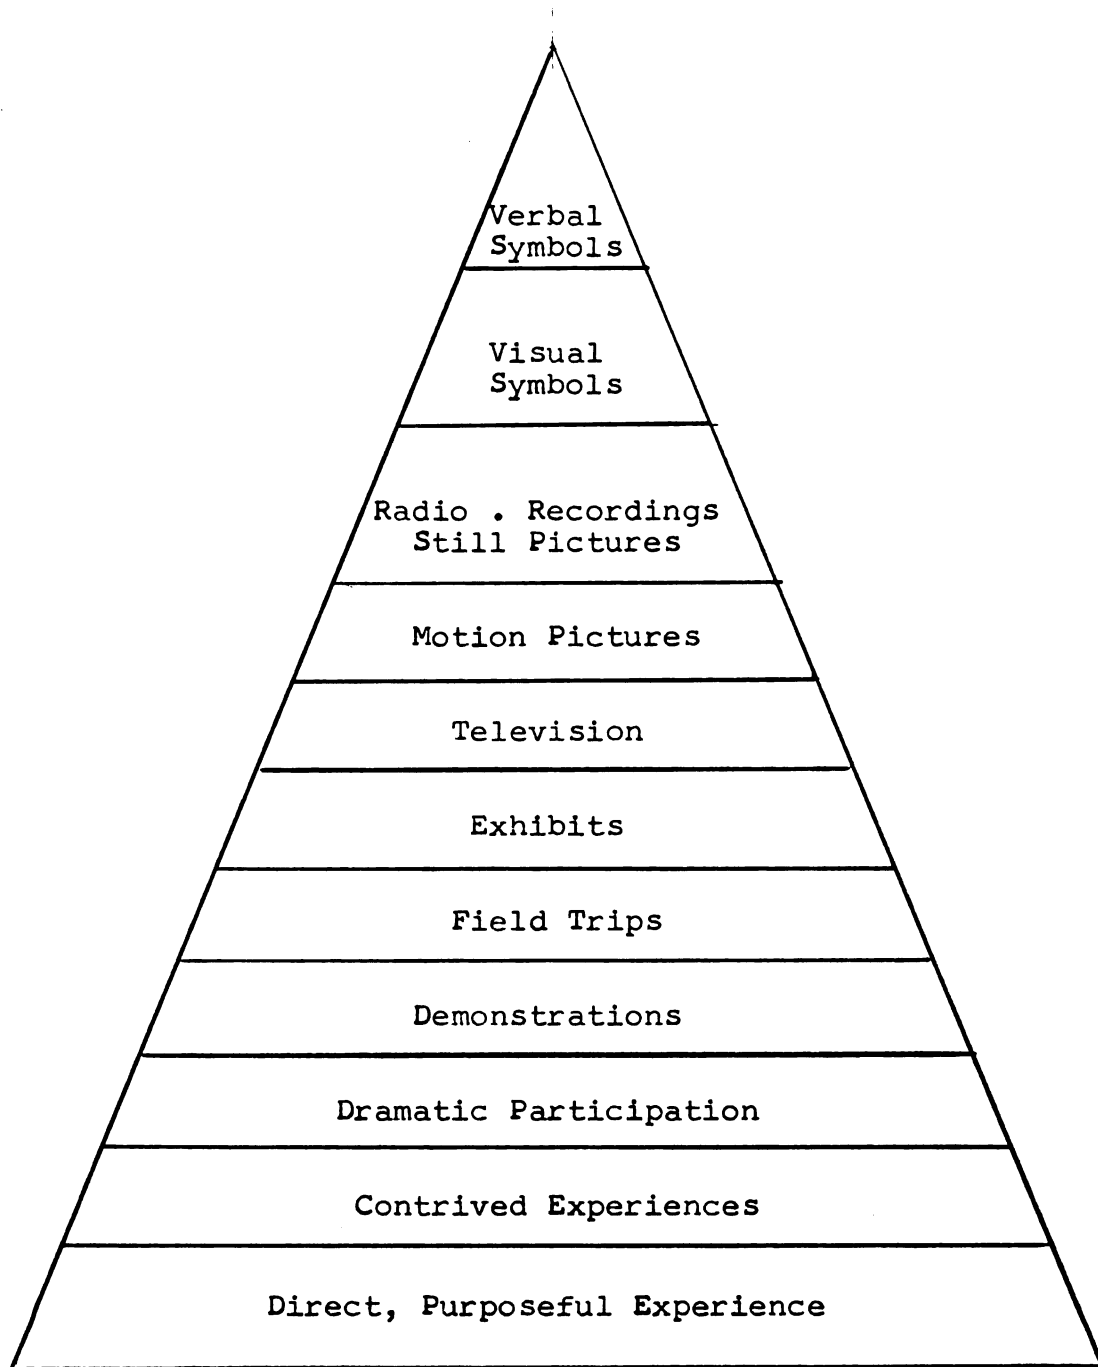 Verbal
Symbols
Visual
Symbols
Radio . Recordings
Still Pictures
Motion Pictures
Television
Exhibits
Field Trips
Demonstrations
Dramatic Participation
Contrived Experiences
Direct, Purposeful Experience